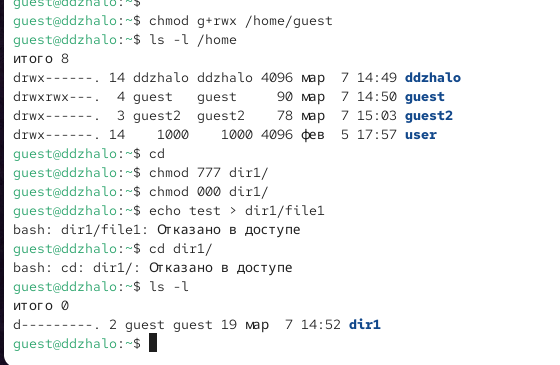 guest@ddzhalo:~$
guest@ddzhalo:~$ chmod g+rwx /home/guest
guest@ddzhalo:~$ ls -l /home
итого 8
drwx------. 14 ddzhalo ddzhalo 4096 мар  7 14:49 ddzhalo
drwxrwx---.  4 guest   guest     90 мар  7 14:50 guest
drwx------.  3 guest2  guest2    78 мар  7 15:03 guest2
drwx------. 14    1000    1000 4096 фев  5 17:57 user
guest@ddzhalo:~$ cd
guest@ddzhalo:~$ chmod 777 dir1/
guest@ddzhalo:~$ chmod 000 dir1/
guest@ddzhalo:~$ echo test > dir1/file1
bash: dir1/file1: Отказано в доступе
guest@ddzhalo:~$ cd dir1/
bash: cd: dir1/: Отказано в доступе
guest@ddzhalo:~$ ls -l
итого 0
d---------. 2 guest guest 19 мар  7 14:52 dir1
guest@ddzhalo:~$